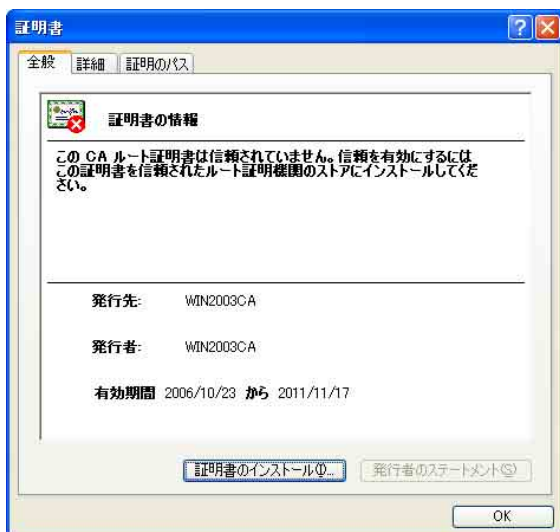 証明書
全般 詳細 証明のパス
証明書の情報
この CA ルート証明書は信頼されていません。信頼を有効にするには
この証明書を信頼されたルート証明機関のストアにインストールしてくだ
さい。
発行先: WIN2003CA
発行者: WIN2003CA
有効期間 2006/10/23 から 2011/11/17
証明書のインストール(I)... 発行者のステートメント(S)
OK